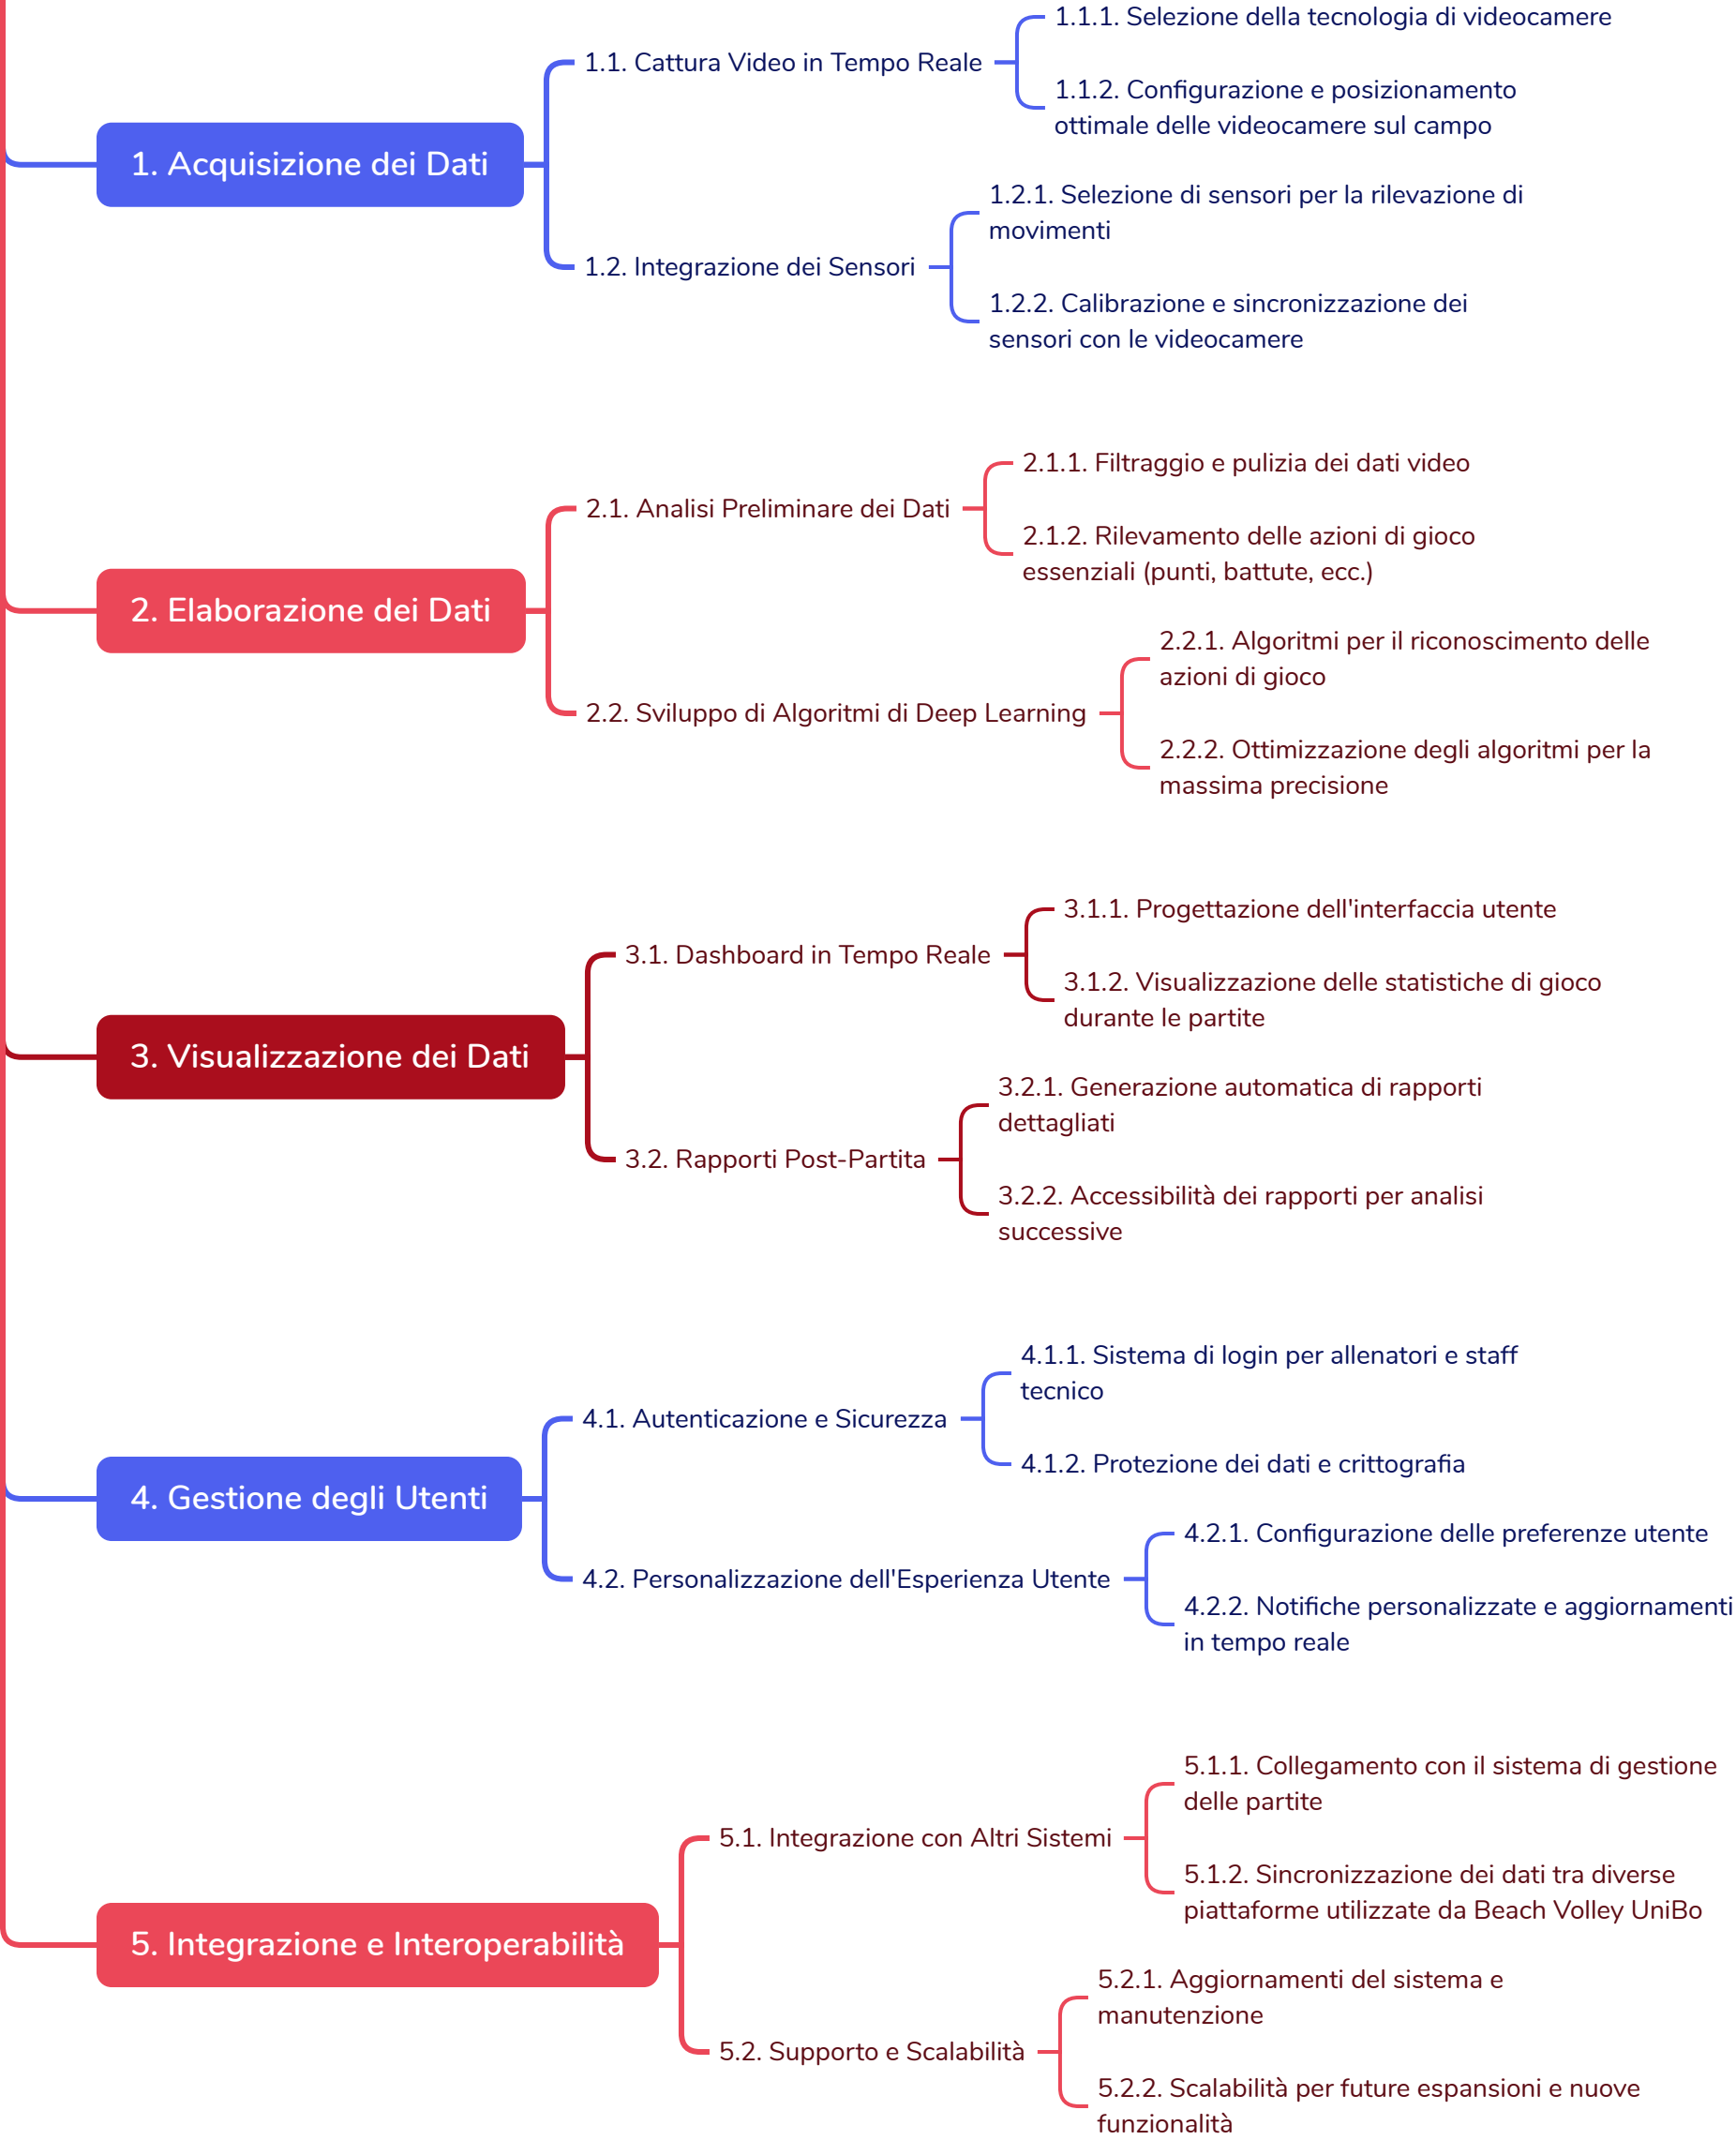 1. Acquisizione dei Dati
1.1. Cattura Video in Tempo Reale
1.1.1. Selezione della tecnologia di videocamere
1.1.2. Configurazione e posizionamento
ottimale delle videocamere sul campo
1.2. Integrazione dei Sensori
1.2.1. Selezione di sensori per la rilevazione di
movimenti
1.2.2. Calibrazione e sincronizzazione dei
sensori con le videocamere
2. Elaborazione dei Dati
2.1. Analisi Preliminare dei Dati
2.1.1. Filtraggio e pulizia dei dati video
2.1.2. Rilevamento delle azioni di gioco
essenziali (punti, battute, ecc.)
2.2. Sviluppo di Algoritmi di Deep Learning
2.2.1. Algoritmi per il riconoscimento delle
azioni di gioco
2.2.2. Ottimizzazione degli algoritmi per la
massima precisione
3. Visualizzazione dei Dati
3.1. Dashboard in Tempo Reale
3.1.1. Progettazione dell'interfaccia utente
3.1.2. Visualizzazione delle statistiche di gioco
durante le partite
3.2. Rapporti Post-Partita
3.2.1. Generazione automatica di rapporti
dettagliati
3.2.2. Accessibilità dei rapporti per analisi
successive
4. Gestione degli Utenti
4.1. Autenticazione e Sicurezza
4.1.1. Sistema di login per allenatori e staff
tecnico
4.1.2. Protezione dei dati e crittografia
4.2. Personalizzazione dell'Esperienza Utente
4.2.1. Configurazione delle preferenze utente
4.2.2. Notifiche personalizzate e aggiornamenti
in tempo reale
5. Integrazione e Interoperabilità
5.1. Integrazione con Altri Sistemi
5.1.1. Collegamento con il sistema di gestione
delle partite
5.1.2. Sincronizzazione dei dati tra diverse
piattaforme utilizzate da Beach Volley UniBo
5.2. Supporto e Scalabilità
5.2.1. Aggiornamenti del sistema e
manutenzione
5.2.2. Scalabilità per future espansioni e nuove
funzionalità